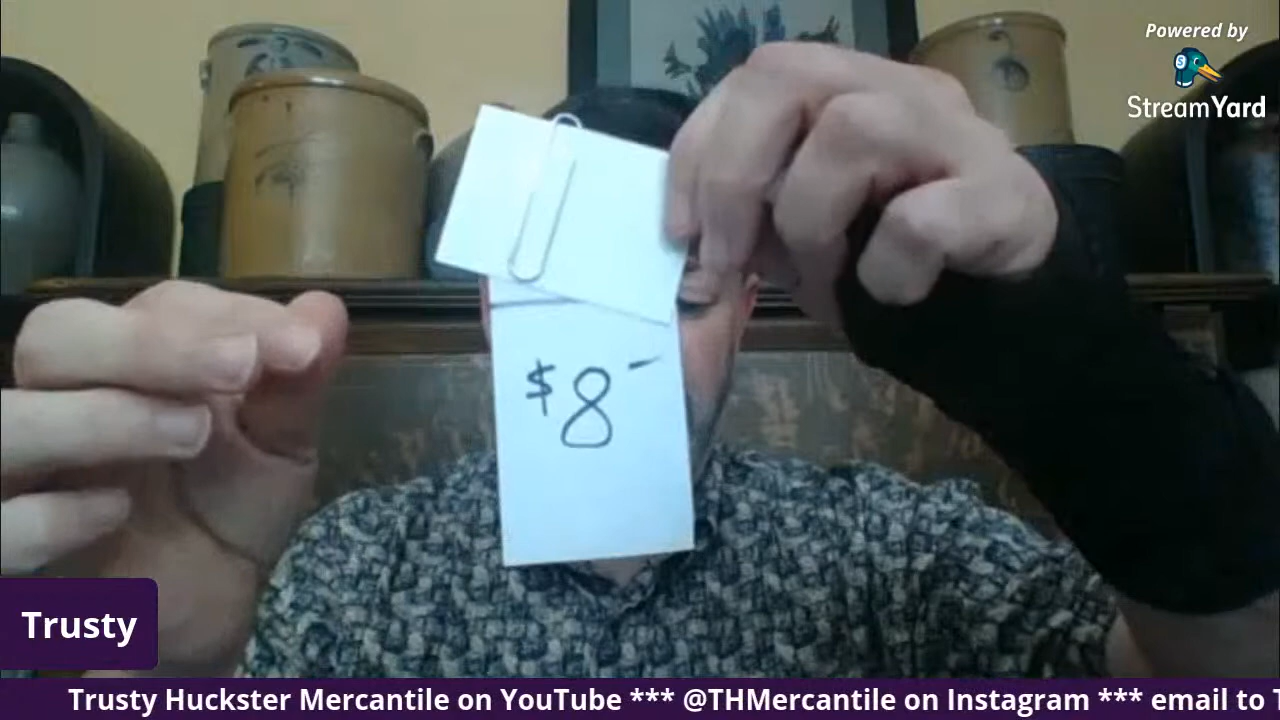 Powered by
StreamYard
$8-
Trusty
Trusty Huckster Mercantile on YouTube *** @THMercantile on Instagram *** email to